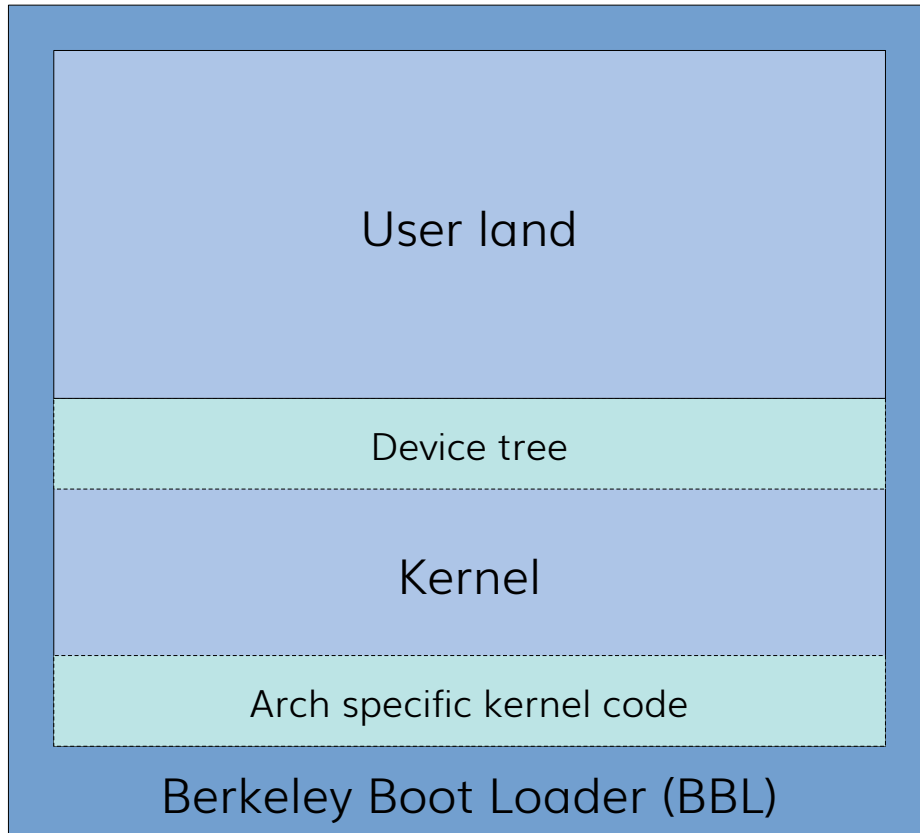 User land
Device tree
Kernel
Arch specific kernel code
Berkeley Boot Loader (BBL)